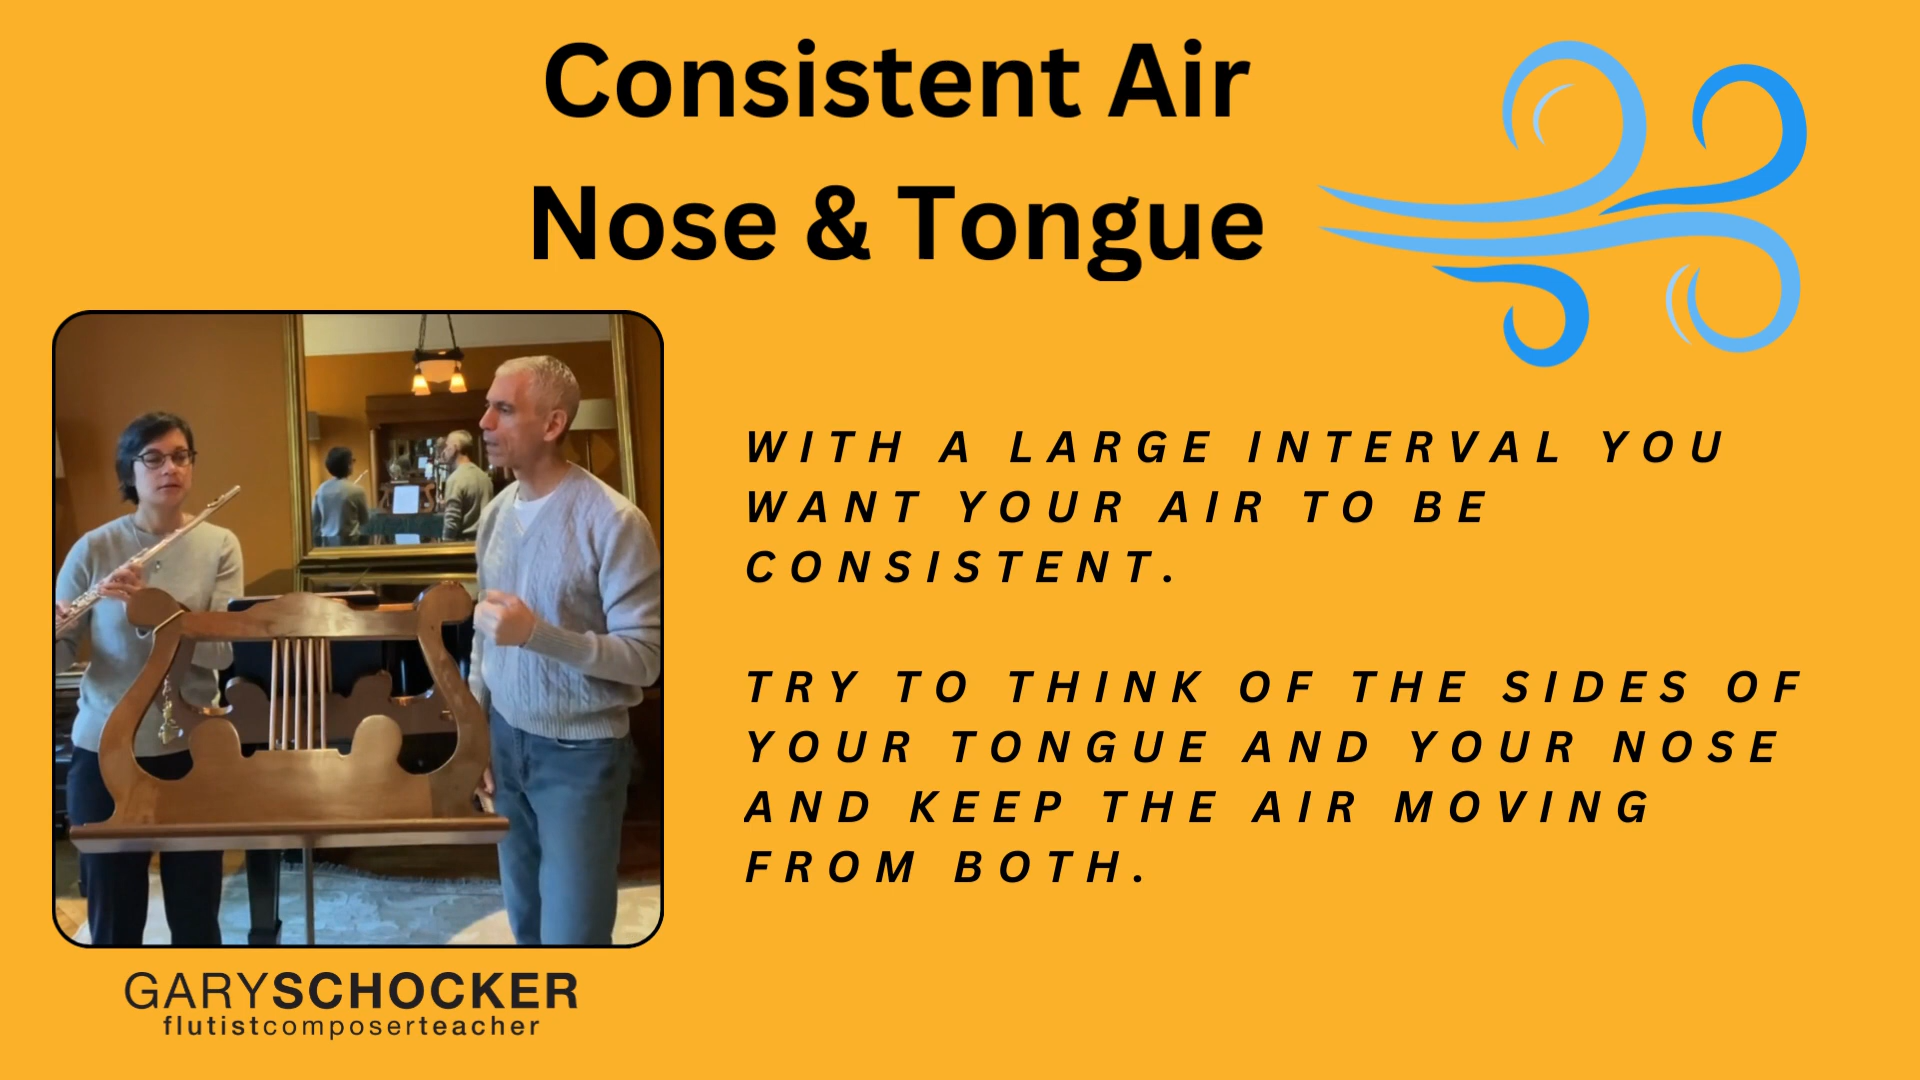 Consistent Air
Nose & Tongue
WITH A LARGE INTERVAL YOU
WANT YOUR AIR TO BE
CONSISTENT.
TRY TO THINK OF THE SIDES OF
YOUR TONGUE AND YOUR NOSE
AND KEEP THE AIR MOVING
FROM BOTH.
GARYSCHOCKER
flutistcomposerteacher